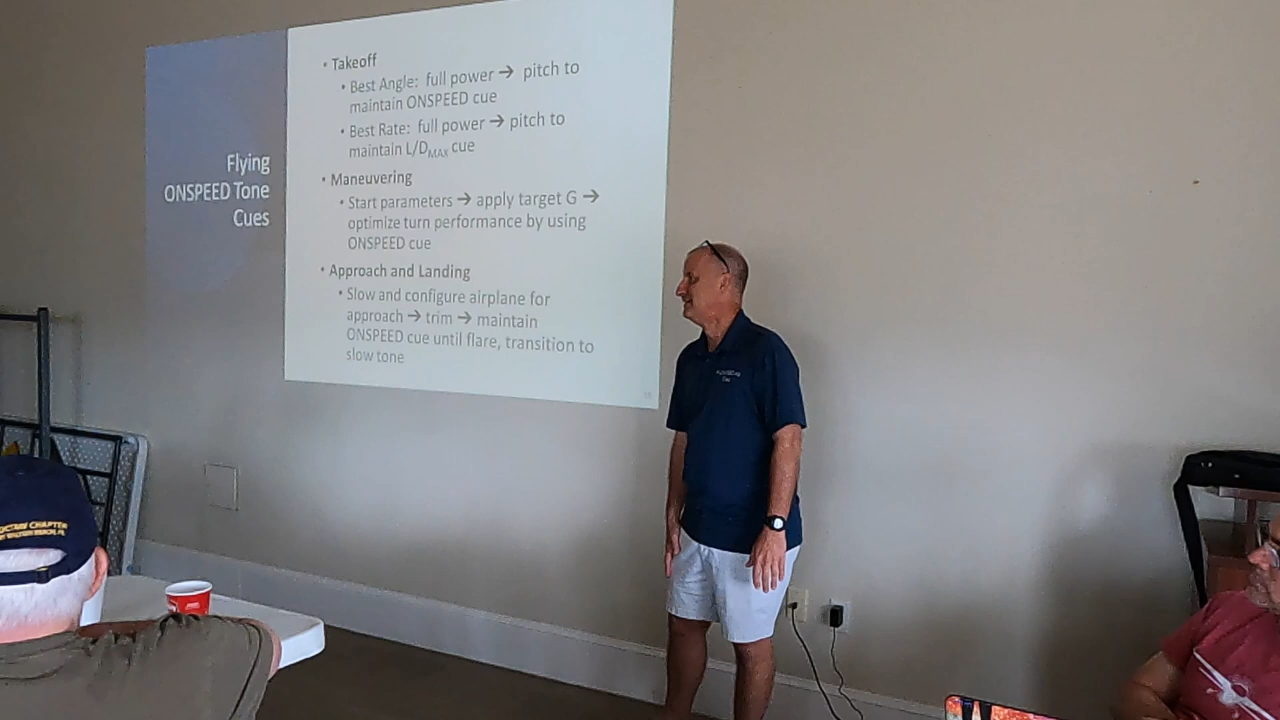 Flying
ONSPEED Tone
Cues
• Takeoff
• Best Angle: full power → pitch to
maintain ONSPEED cue
• Best Rate: full power → pitch to
maintain L/DMAX cue
• Maneuvering
• Start parameters → apply target G →
optimize turn performance by using
ONSPEED cue
• Approach and Landing
• Slow and configure airplane for
approach → trim → maintain
ONSPEED cue until flare, transition to
slow tone
CHAPTER